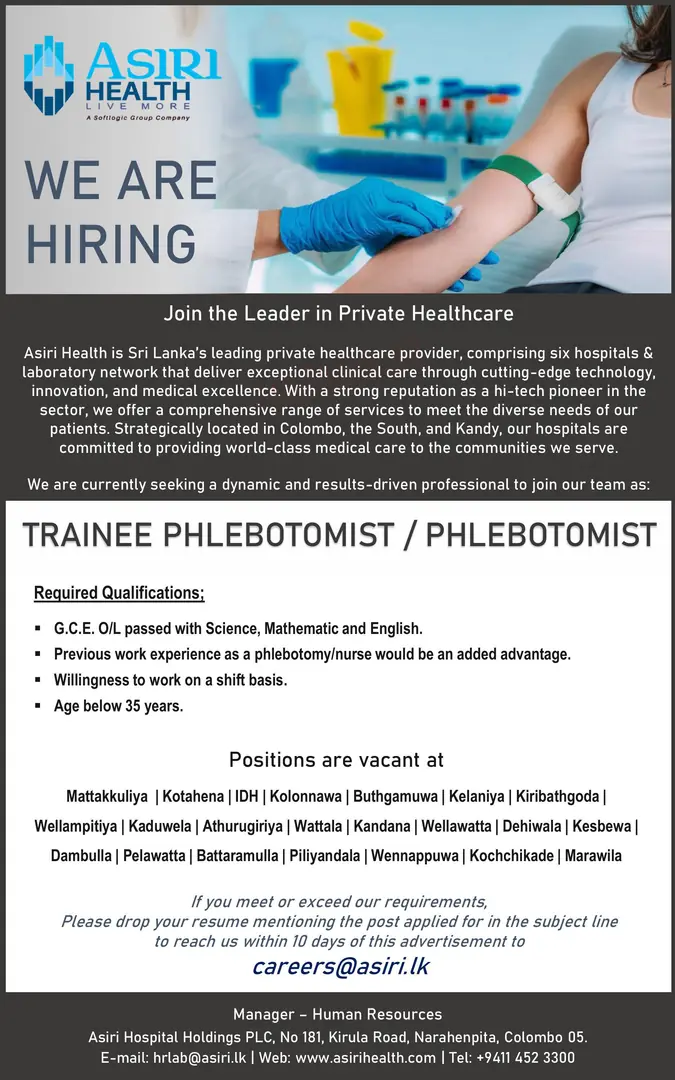 ASIRI
HEALTH
LIVE MORE
A Softlogic Group Company
WE ARE
HIRING
Join the Leader in Private Healthcare
Asiri Health is Sri Lanka's leading private healthcare provider, comprising six hospitals &
laboratory network that deliver exceptional clinical care through cutting-edge technology,
innovation, and medical excellence. With a strong reputation as a hi-tech pioneer in the
sector, we offer a comprehensive range of services to meet the diverse needs of our
patients. Strategically located in Colombo, the South, and Kandy, our hospitals are
committed to providing world-class medical care to the communities we serve.
We are currently seeking a dynamic and results-driven professional to join our team as:
TRAINEE PHLEBOTOMIST / PHLEBOTOMIST
Required Qualifications;
▪ G.C.E. O/L passed with Science, Mathematic and English.
▪ Previous work experience as a phlebotomy/nurse would be an added advantage.
▪ Willingness to work on a shift basis.
▪ Age below 35 years.
Positions are vacant at
Mattakkuliya | Kotahena | IDH | Kolonnawa | Buthgamuwa | Kelaniya | Kiribathgoda |
Wellampitiya | Kaduwela | Athurugiriya | Wattala | Kandana | Wellawatta | Dehiwala | Kesbewa |
Dambulla | Pelawatta | Battaramulla | Piliyandala | Wennappuwa | Kochchikade | Marawila
If you meet or exceed our requirements,
Please drop your resume mentioning the post applied for in the subject line
to reach us within 10 days of this advertisement to
careers@asiri.lk
Manager – Human Resources
Asiri Hospital Holdings PLC, No 181, Kirula Road, Narahenpita, Colombo 05.
E-mail: hrlab@asiri.lk | Web: www.asirihealth.com | Tel: +9411 452 3300